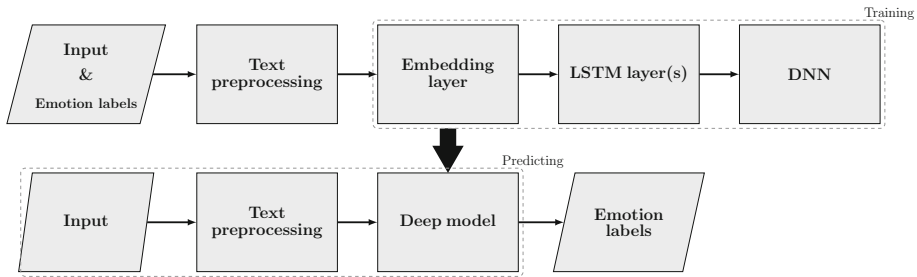 Training
Input
&
Emotion labels
Text
preprocessing
Embedding
layer
LSTM layer(s)
DNN
Predicting
Input
Text
preprocessing
Deep model
Emotion
labels